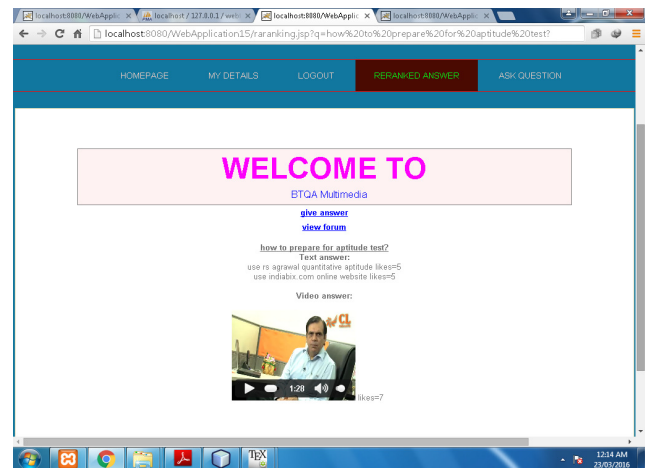 localhost:8080/WebApplic
localhost / 127.0.0.1 / web
localhost:8080/WebApplic
localhost:8080/WebApplic
localhost:8080/WebApplication15/raranking.jsp?q=how%20to%20prepare%20for%20aptitude%20test?
HOMEPAGE MY DETAILS LOGOUT RERANKED ANSWER ASK QUESTION
WELCOME TO
BTQA Multimedia
give answer
view forum
how to prepare for aptitude test?
Text answer:
use rs agrawal quantitative aptitude likes=5
use indiabix.com online website likes=5
Video answer:
CL
1:28
likes=7
TEX
12:14 AM
23/03/2016